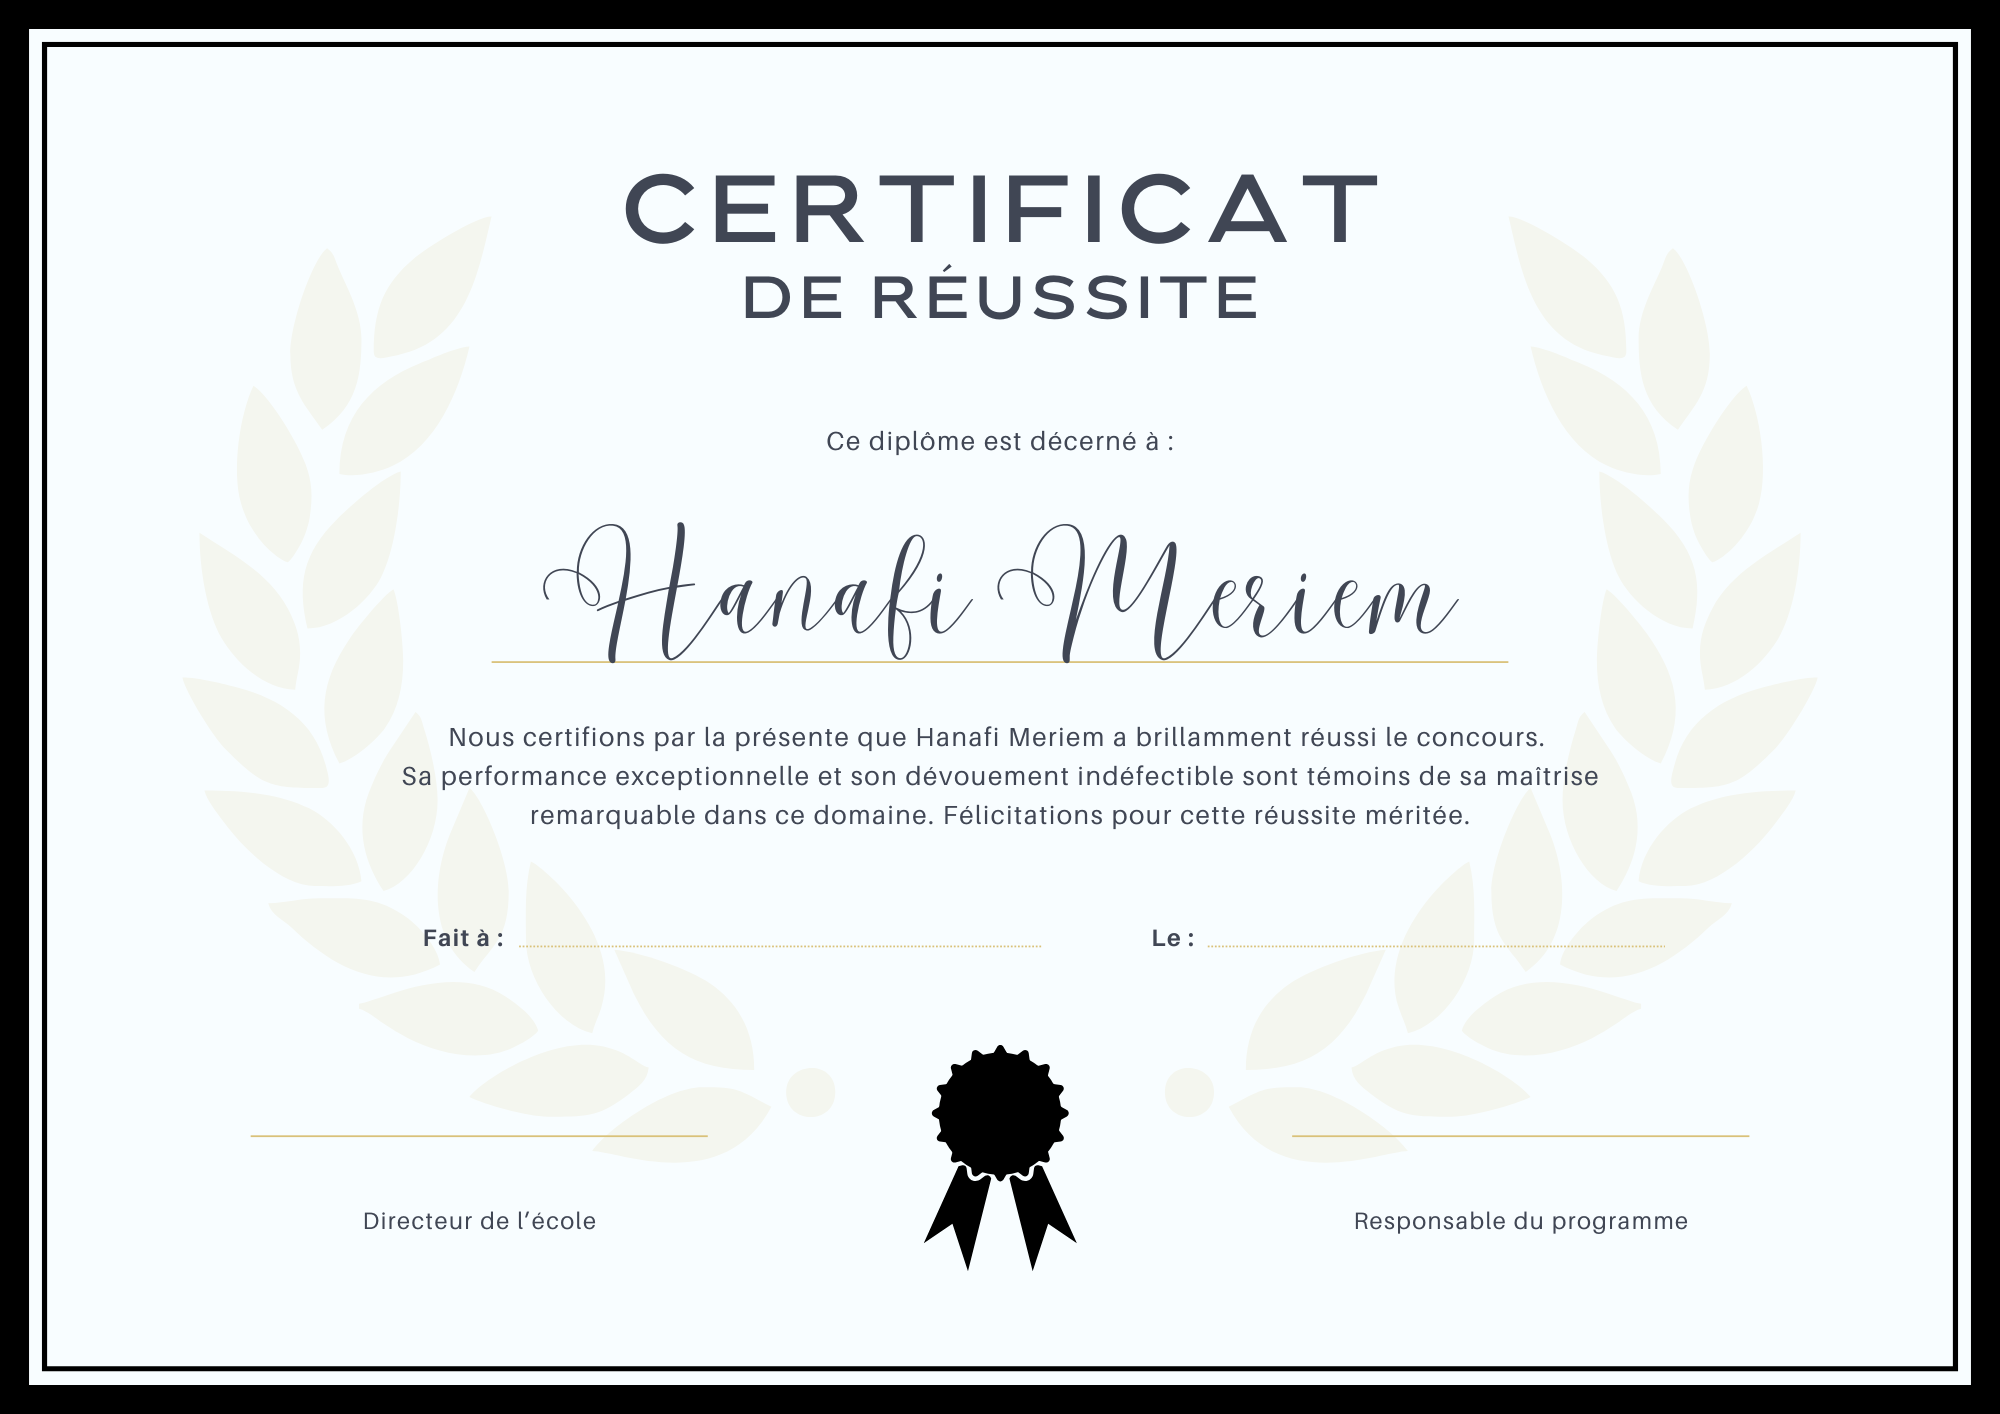 CERTIFICAT
DE RÉUSSITE
Ce diplôme est décerné à :
Hanafi Meriem
Nous certifions par la présente que Hanafi Meriem a brillamment réussi le concours.
Sa performance exceptionnelle et son dévouement indéfectible sont témoins de sa maîtrise
remarquable dans ce domaine. Félicitations pour cette réussite méritée.
Fait à : Le :
Directeur de l’école Responsable du programme